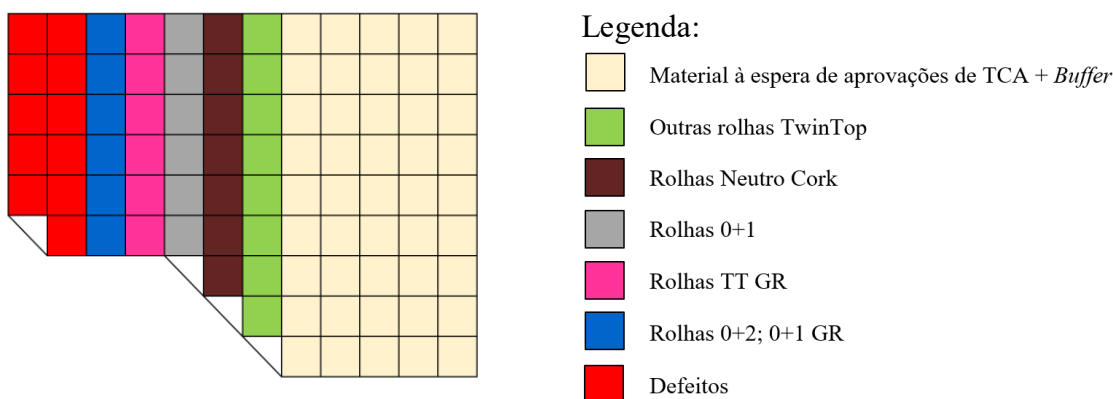 Legenda:
Material à espera de aprovações de TCA + Buffer
Outras rolhas TwinTop
Rolhas Neutro Cork
Rolhas 0+1
Rolhas TT GR
Rolhas 0+2; 0+1 GR
Defeitos